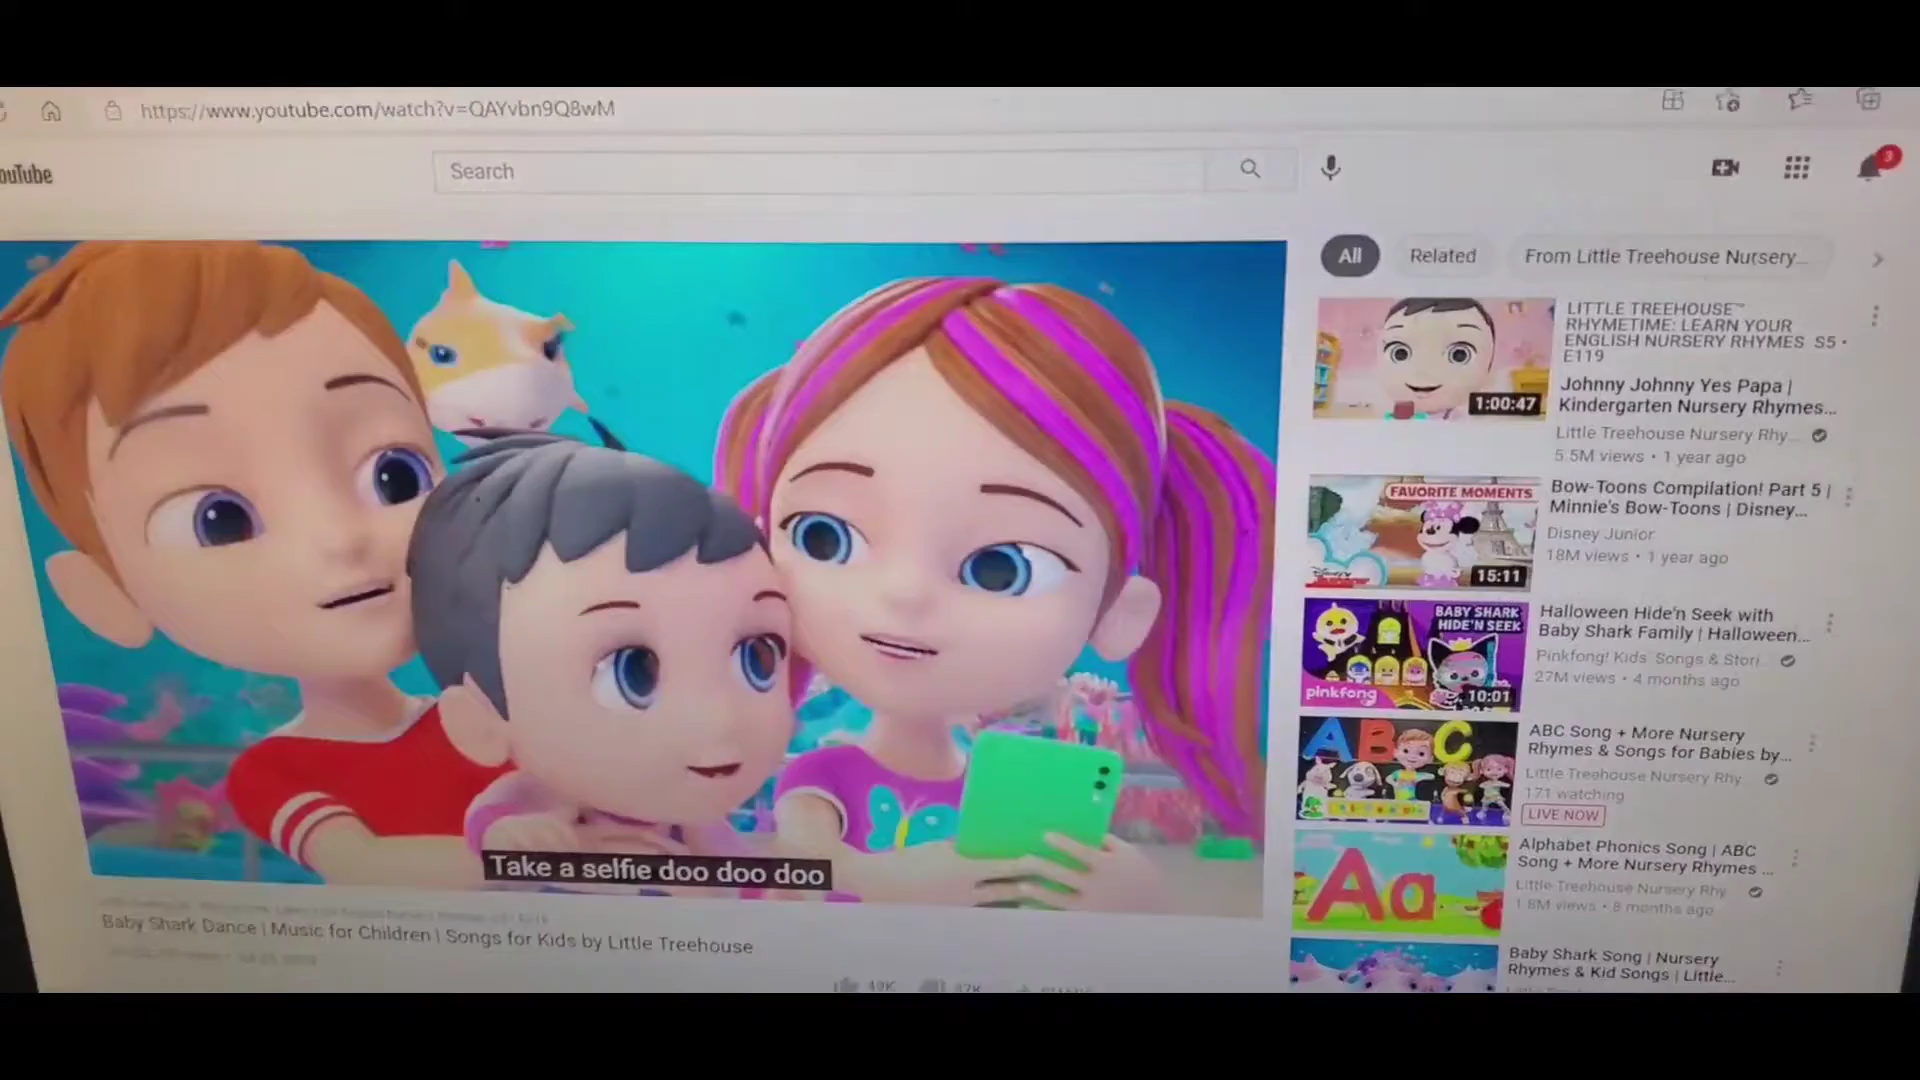 https://www.youtube.com/watch?v=QAYvbn9Q8wM
ouTube
Search
3
All
Related
From Little Treehouse Nursery...
LITTLE TREEHOUSE™
RHYMETIME: LEARN YOUR
ENGLISH NURSERY RHYMES S5 •
E119
Johnny Johnny Yes Papa |
Kindergarten Nursery Rhymes...
1:00:47
Little Treehouse Nursery Rhy...
5.5M views • 1 year ago
FAVORITE MOMENTS
15:11
Bow-Toons Compilation! Part 5 |
Minnie's Bow-Toons | Disney...
Disney Junior
18M views • 1 year ago
BABY SHARK
HIDE'N SEEK
pinkfong
10:01
Halloween Hide'n Seek with
Baby Shark Family | Halloween...
Pinkfong! Kids' Songs & Stori...
27M views • 4 months ago
ABC
ABC Song + More Nursery
Rhymes & Songs for Babies by...
Little Treehouse Nursery Rhy...
171 watching
LIVE NOW
Aa
Alphabet Phonics Song | ABC
Song + More Nursery Rhymes ...
Little Treehouse Nursery Rhy...
1.8M views • 8 months ago
Baby Shark Song | Nursery
Rhymes & Kid Songs | Little...
Take a selfie doo doo doo
Baby Shark Dance | Music for Children | Songs for Kids by Little Treehouse